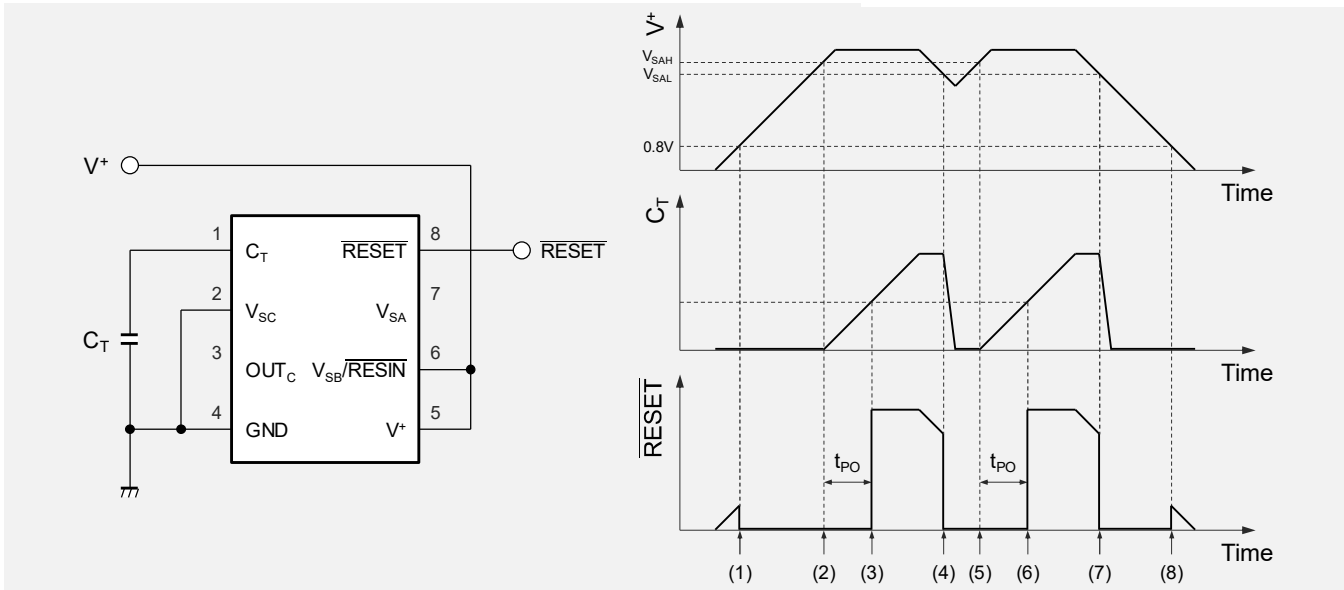 V⁺
C_T
1
C_T
2
V_SC
3
OUT_C
4
GND
RESET
8
V_SA
7
V_SB/RESIN
6
V⁺
5
RESET
V⁺
V_SAH
V_SAL
0.8V
Time
C_T
Time
RESET
t_PO
t_PO
Time
(1) (2) (3) (4) (5) (6) (7) (8)